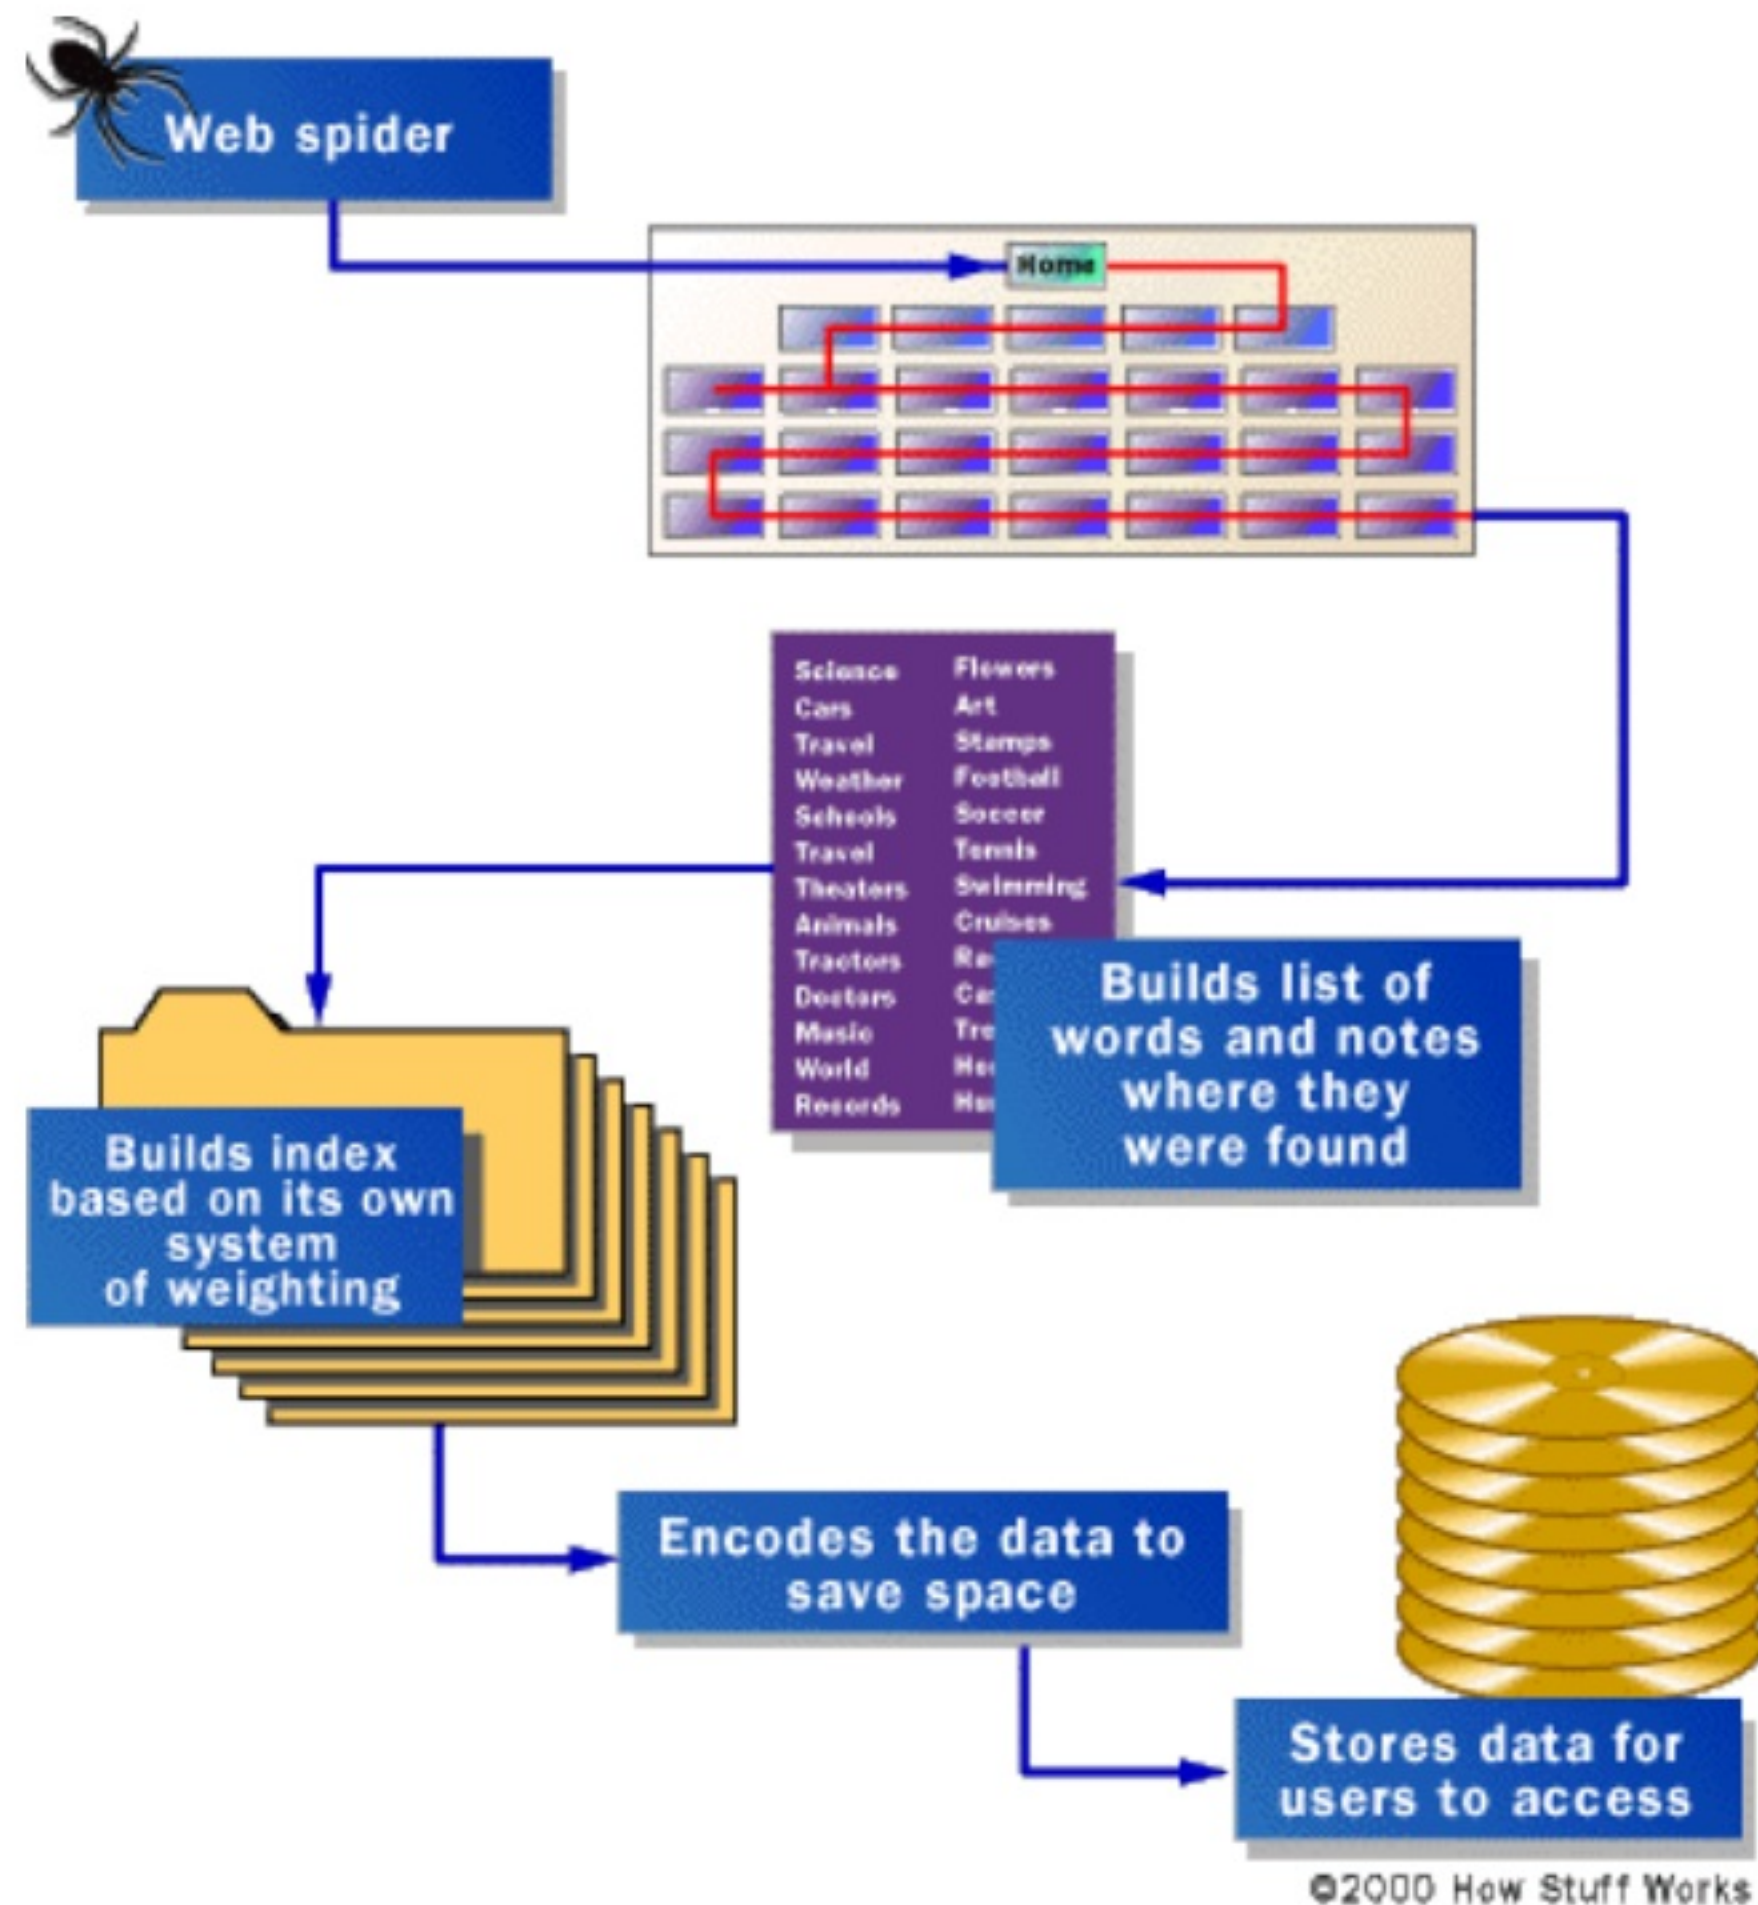 Web spider
Home
Science
Cars
Travel
Weather
Schools
Travel
Theaters
Animals
Tractors
Doctors
Music
World
Records
Flowers
Art
Stamps
Football
Soccer
Tennis
Swimming
Cruises
Builds list of
words and notes
where they
were found
Builds index
based on its own
system
of weighting
Encodes the data to
save space
Stores data for
users to access
©2000 How Stuff Works